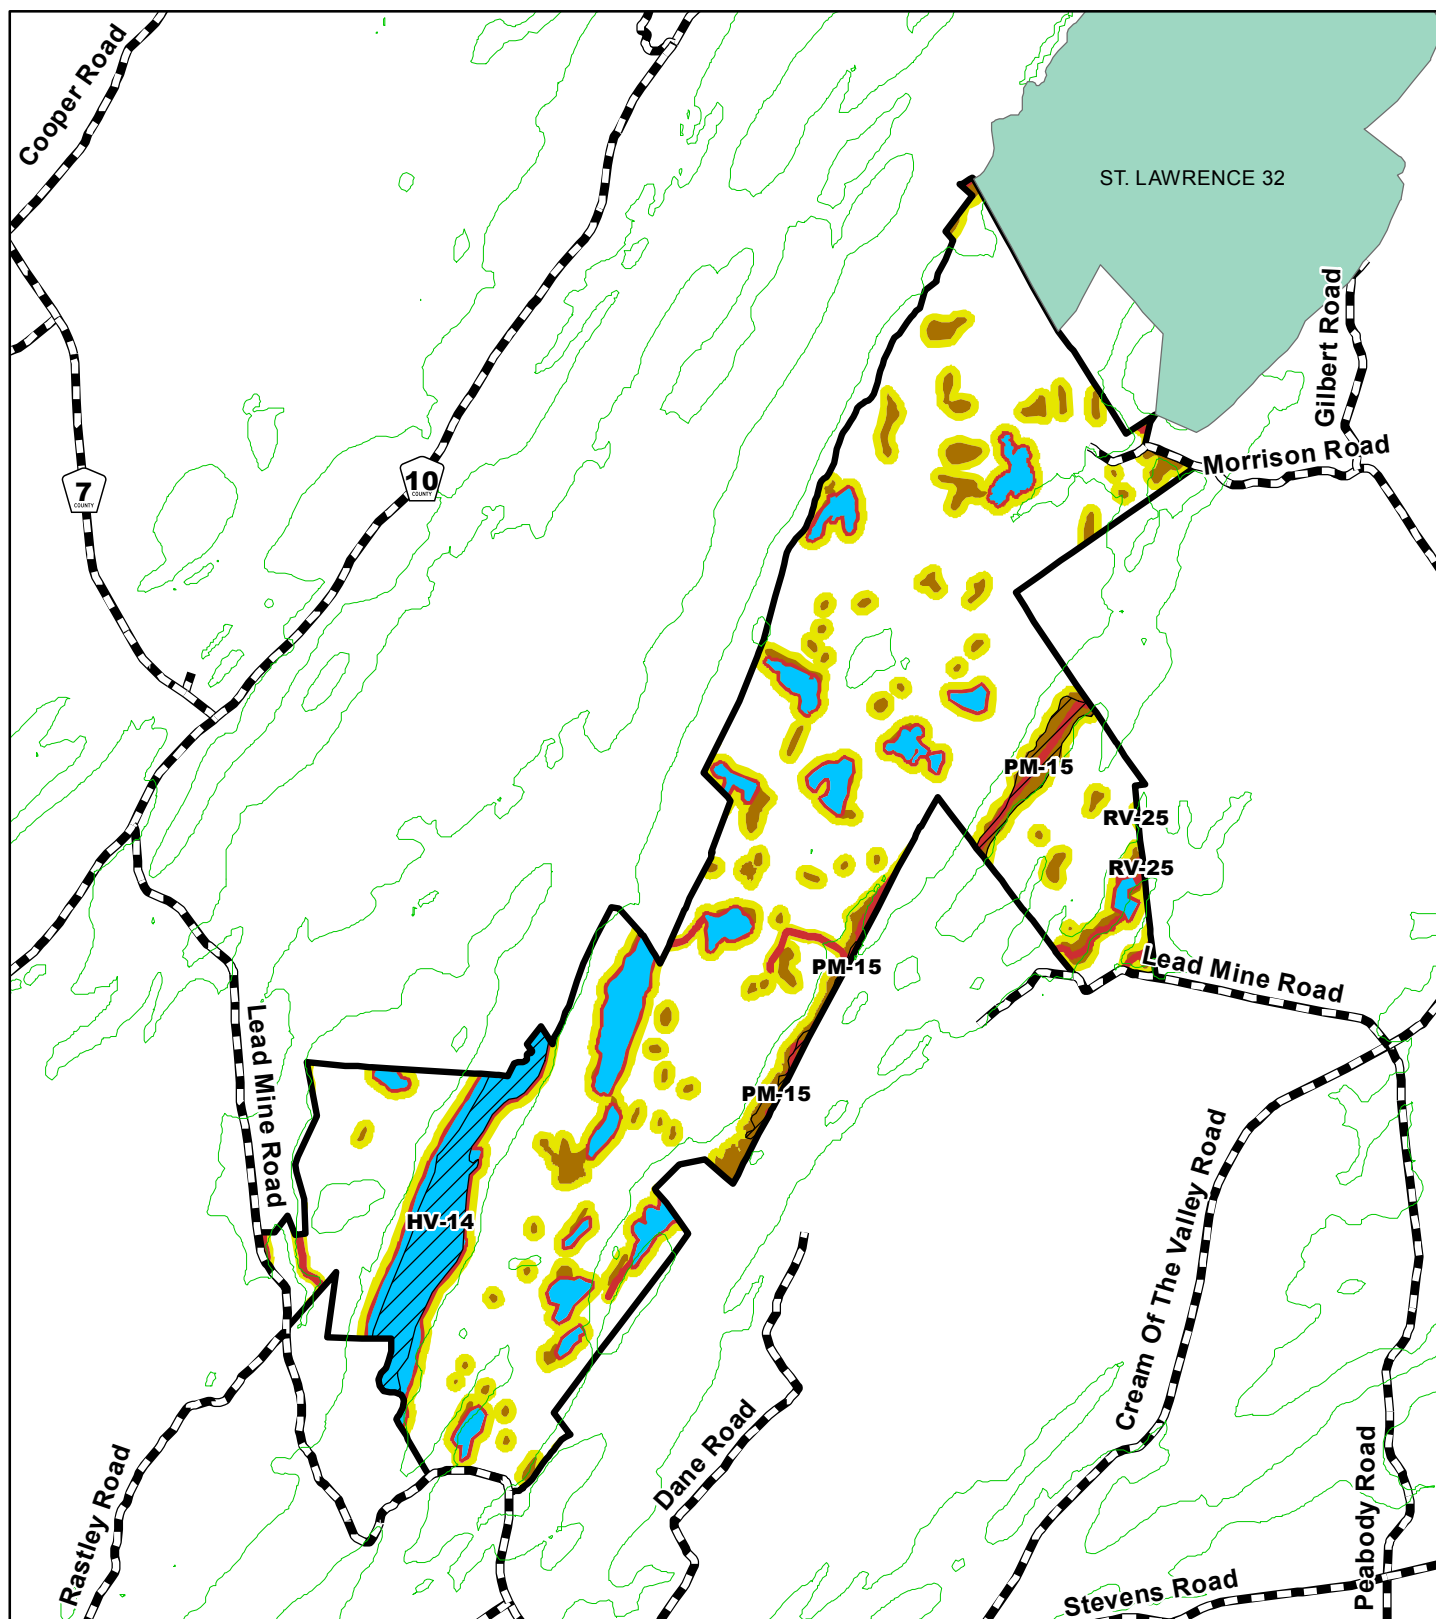 Cooper Road
ST. LAWRENCE 32
Gilbert Road
Morrison Road
7
COUNTY
10
COUNTY
PM-15
RV-25
RV-25
PM-15
Lead Mine Road
Lead Mine Road
PM-15
HV-14
Cream Of The Valley Road
Dane Road
Rastley Road
Peabody Road
Stevens Road